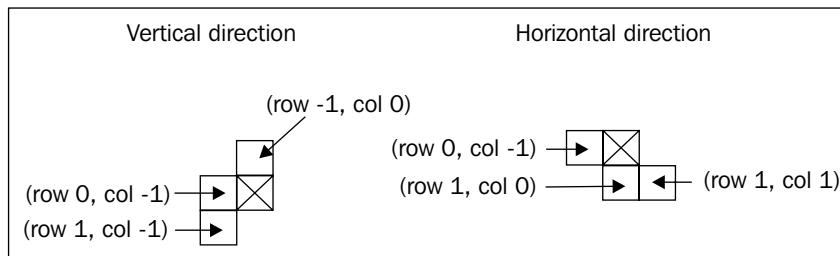 Vertical direction
(row -1, col 0)
(row 0, col -1)
(row 1, col -1)
Horizontal direction
(row 0, col -1)
(row 1, col 0)
(row 1, col 1)